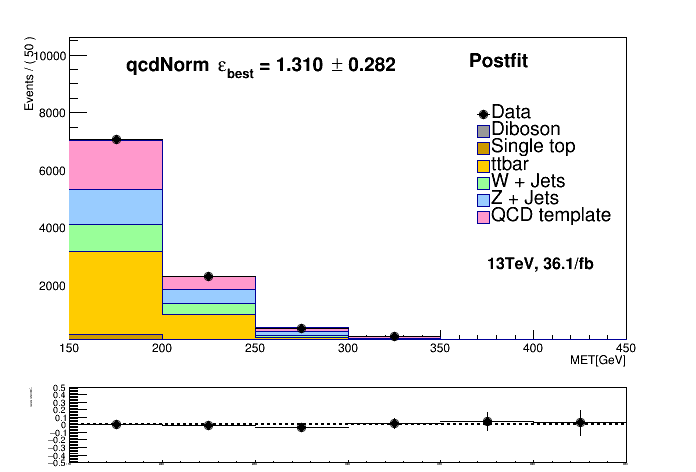 qcdNorm εbest = 1.310 ± 0.282
Postfit
Events / ( 50 )
10000
8000
6000
4000
2000
Data
Diboson
Single top
ttbar
W + Jets
Z + Jets
QCD template
13TeV, 36.1/fb
150 200 250 300 350 400 450
MET[GeV]
0.5
0.4
0.3
0.2
0.1
0
−0.1
−0.2
−0.3
−0.4
−0.5